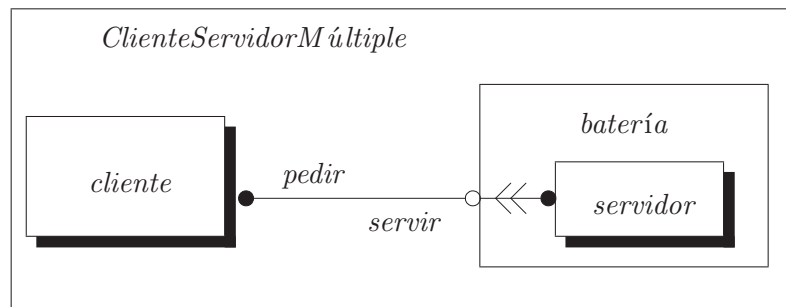 ClienteServidorMúltiple
batería
cliente
pedir
servidor
servir